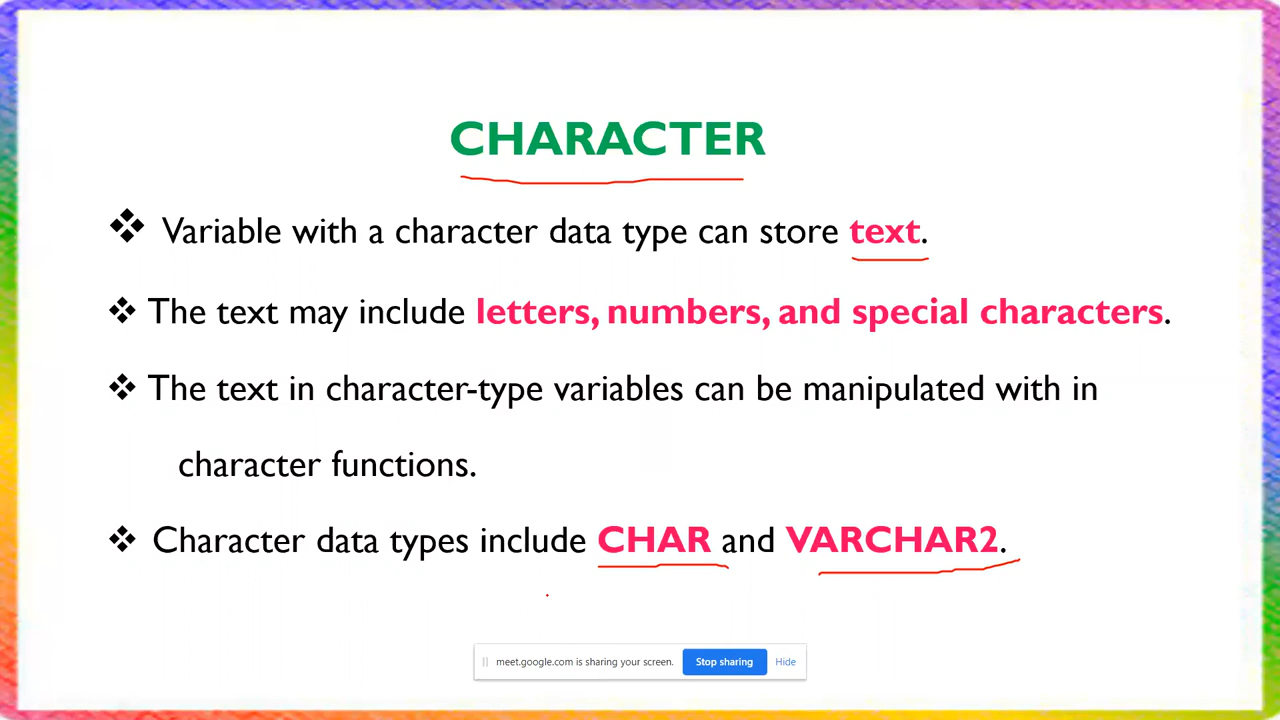 CHARACTER
❖ Variable with a character data type can store text.
❖ The text may include letters, numbers, and special characters.
❖ The text in character-type variables can be manipulated with in
character functions.
❖ Character data types include CHAR and VARCHAR2.
meet.google.com is sharing your screen. Stop sharing Hide